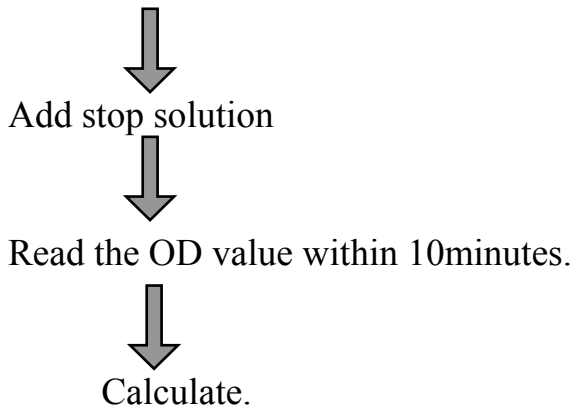 Add stop solution
Read the OD value within 10minutes.
Calculate.